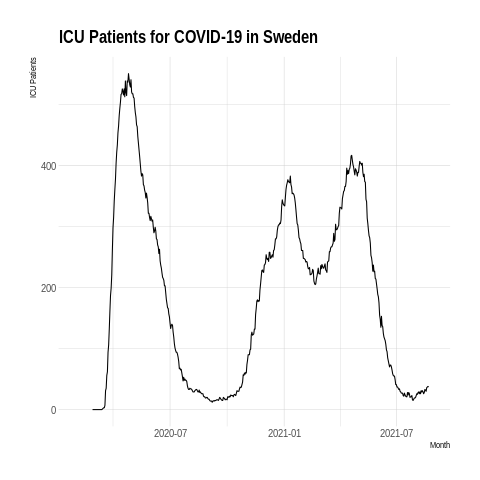 ICU Patients for COVID-19 in Sweden
ICU Patients
400
200
0
2020-07
2021-01
2021-07
Month